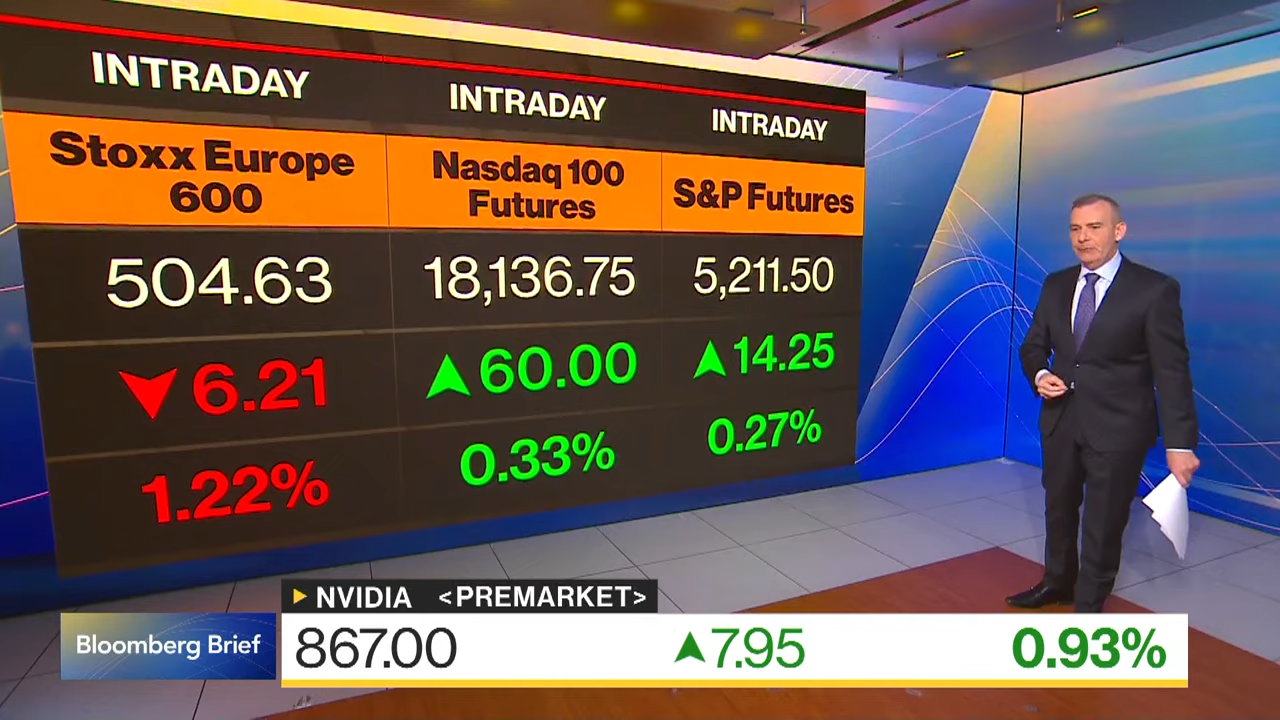 INTRADAY INTRADAY INTRADAY
Stoxx Europe
600
Nasdaq 100
Futures
S&P Futures
504.63 18,136.75 5,211.50
▼6.21 ▲60.00 ▲14.25
1.22% 0.33% 0.27%
NVIDIA <PREMARKET>
Bloomberg Brief
867.00 ▲7.95 0.93%